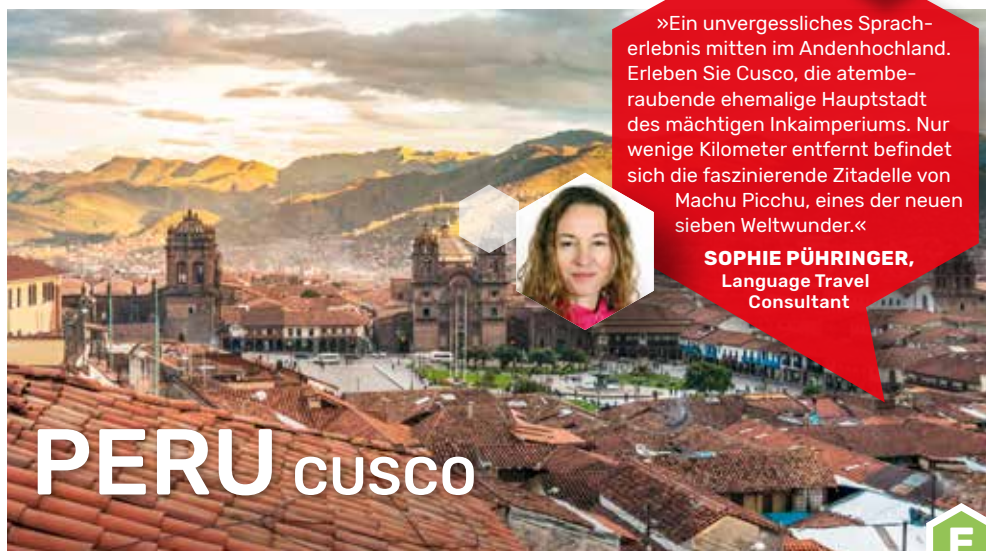 »Ein unvergessliches Sprach-
erlebnis mitten im Andenhochland.
Erleben Sie Cusco, die atembe-
raubende ehemalige Hauptstadt
des mächtigen Inkaimperiums. Nur
wenige Kilometer entfernt befindet
sich die faszinierende Zitadelle von
Machu Picchu, eines der neuen
sieben Weltwunder.«
SOPHIE PÜHRINGER,
Language Travel
Consultant
PERU CUSCO
E